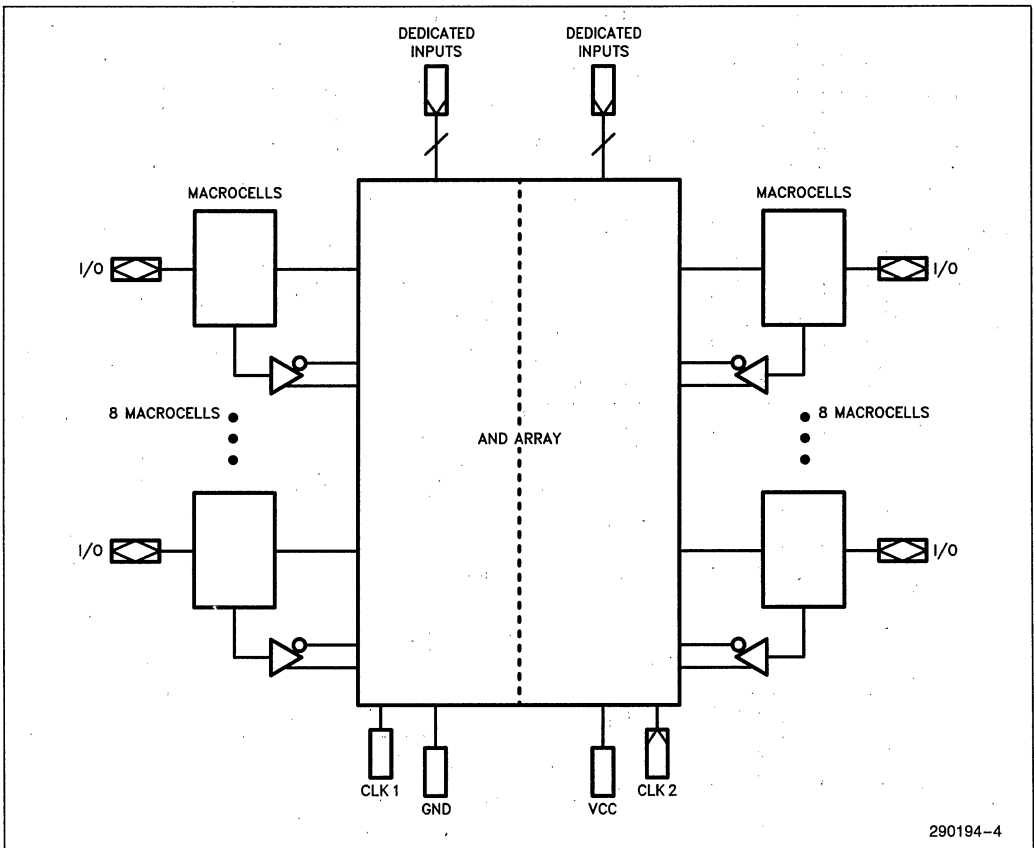 DEDICATED
INPUTS
DEDICATED
INPUTS
MACROCELLS
MACROCELLS
I/O
I/O
8 MACROCELLS
8 MACROCELLS
AND ARRAY
I/O
I/O
CLK 1
GND
VCC
CLK 2
290194-4